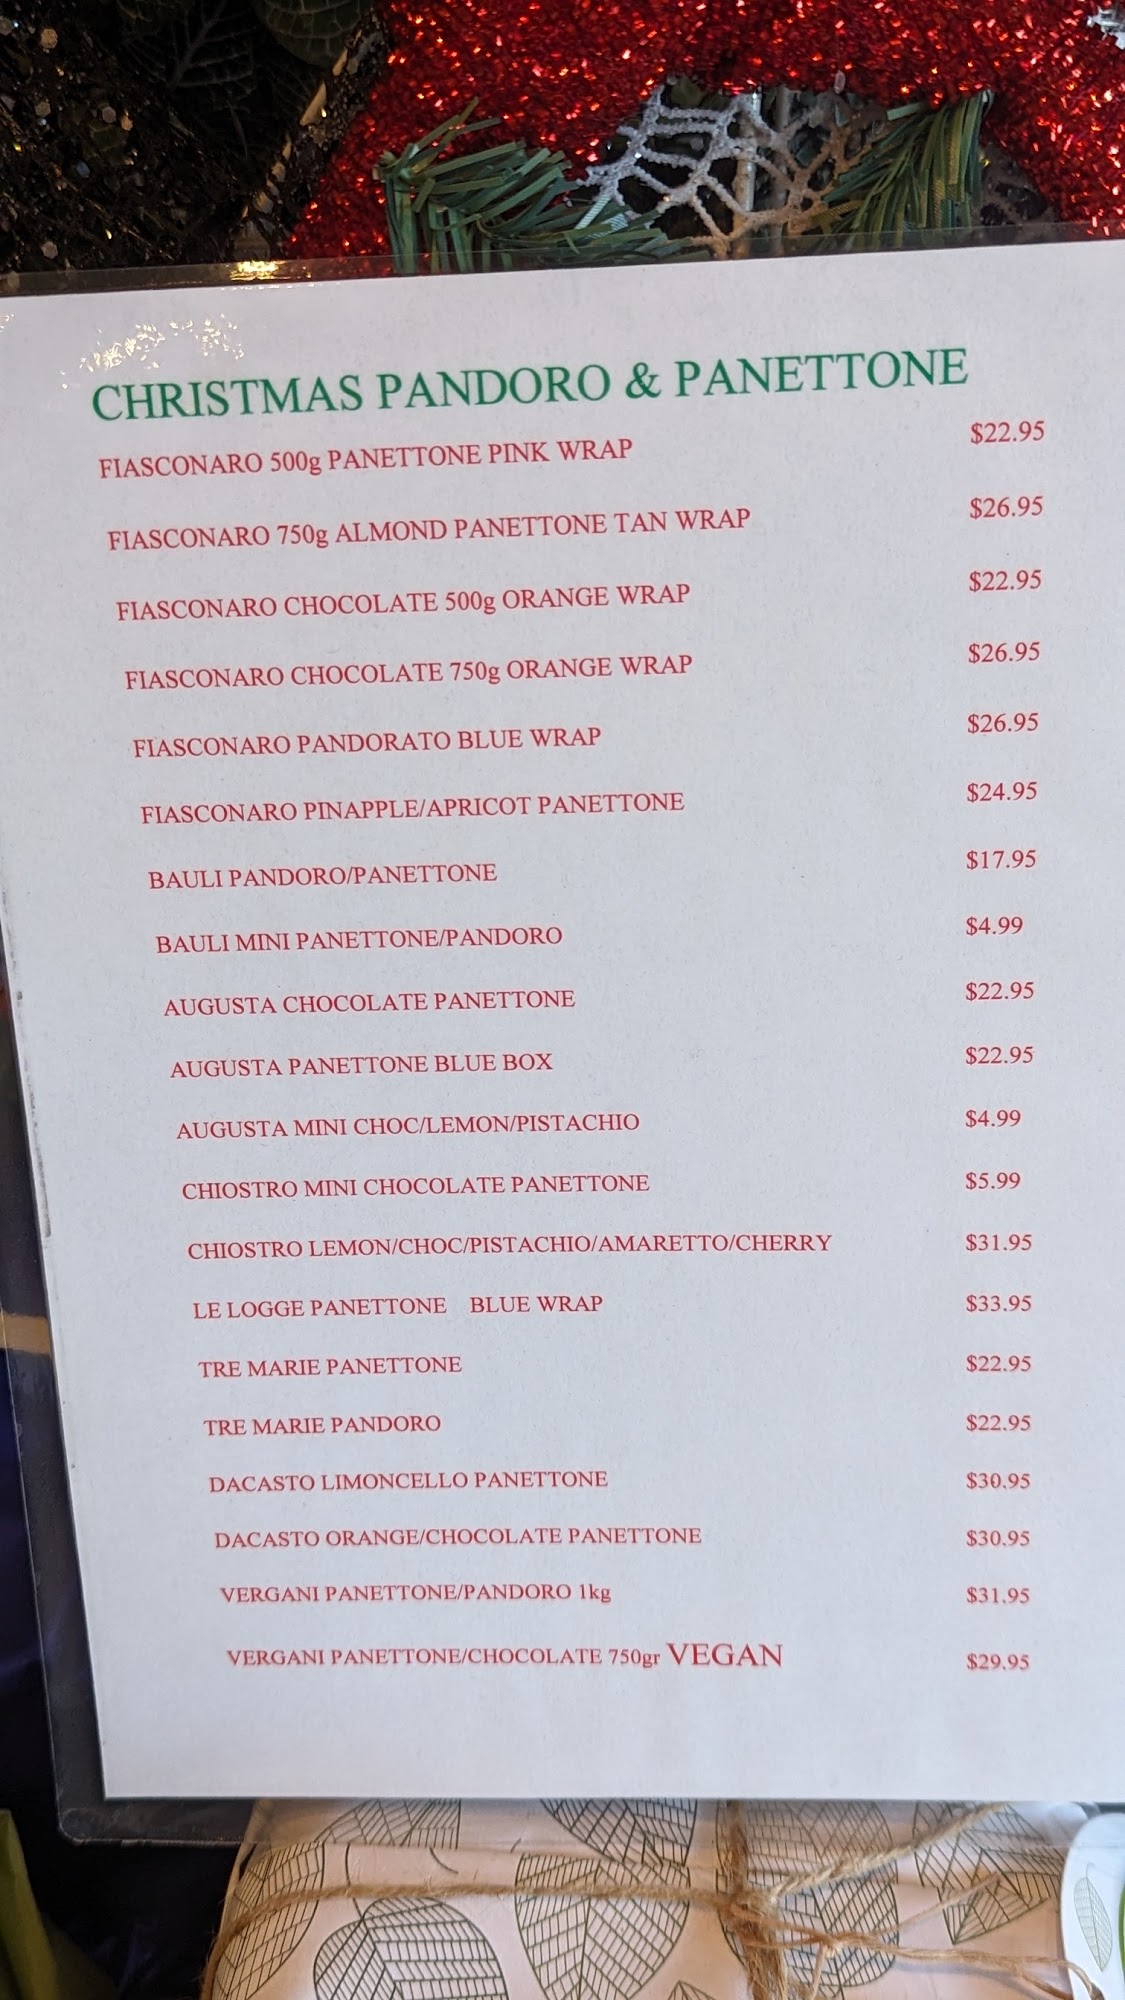 CHRISTMAS PANDORO & PANETTONE
FIASCONARO 500g PANETTONE PINK WRAP $22.95
FIASCONARO 750g ALMOND PANETTONE TAN WRAP $26.95
FIASCONARO CHOCOLATE 500g ORANGE WRAP $22.95
FIASCONARO CHOCOLATE 750g ORANGE WRAP $26.95
FIASCONARO PANDORATO BLUE WRAP $26.95
FIASCONARO PINAPPLE/APRICOT PANETTONE $24.95
BAULI PANDORO/PANETTONE $17.95
BAULI MINI PANETTONE/PANDORO $4.99
AUGUSTA CHOCOLATE PANETTONE $22.95
AUGUSTA PANETTONE BLUE BOX $22.95
AUGUSTA MINI CHOC/LEMON/PISTACHIO $4.99
CHIOSTRO MINI CHOCOLATE PANETTONE $5.99
CHIOSTRO LEMON/CHOC/PISTACHIO/AMARETTO/CHERRY $31.95
LE LOGGE PANETTONE BLUE WRAP $33.95
TRE MARIE PANETTONE $22.95
TRE MARIE PANDORO $22.95
DACASTO LIMONCELLO PANETTONE $30.95
DACASTO ORANGE/CHOCOLATE PANETTONE $30.95
VERGANI PANETTONE/PANDORO 1kg $31.95
VERGANI PANETTONE/CHOCOLATE 750gr VEGAN $29.95